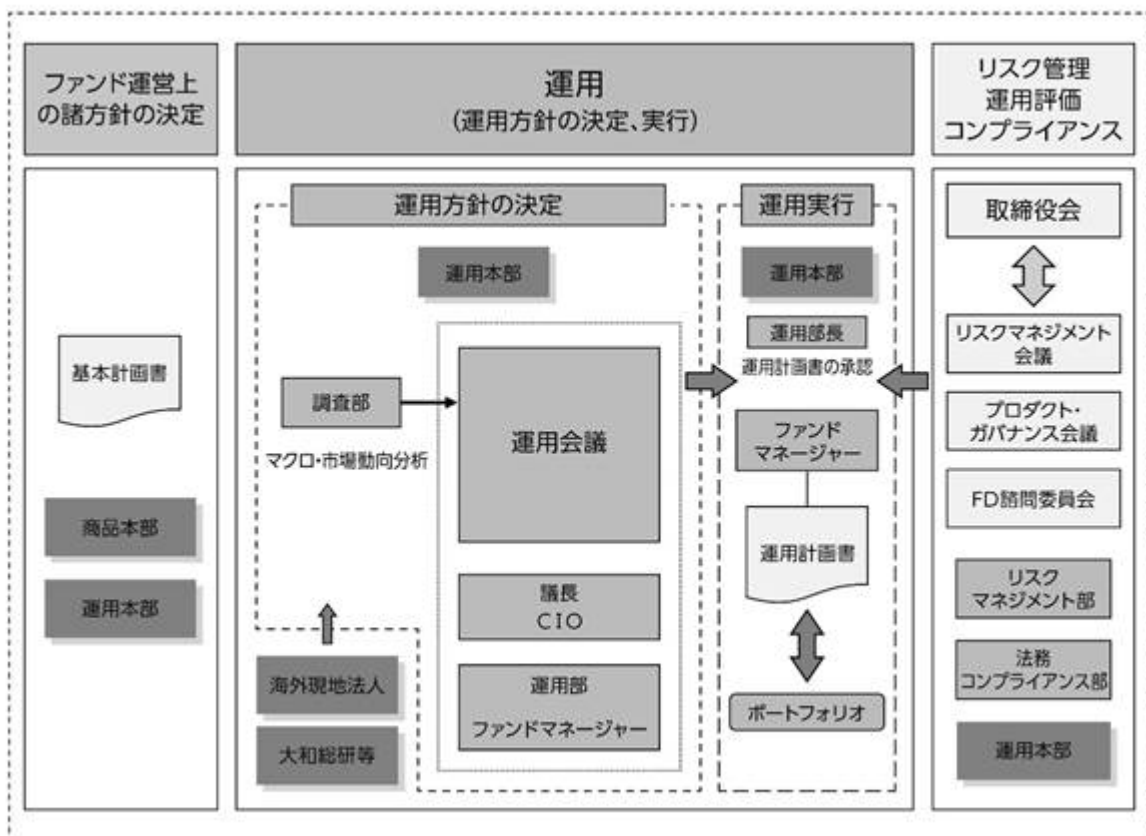 ファンド運営上
の諸方針の決定
基本計画書
商品本部
運用本部
運用
(運用方針の決定、実行)
運用方針の決定
運用本部
調査部
マクロ・市場動向分析
運用会議
議長
CIO
運用部
ファンドマネージャー
海外現地法人
大和総研等
運用実行
運用本部
運用部長
運用計画書の承認
ファンド
マネージャー
運用計画書
ポートフォリオ
リスク管理
運用評価
コンプライアンス
取締役会
リスクマネジメント
会議
プロダクト・
ガバナンス会議
FD諮問委員会
リスク
マネジメント部
法務
コンプライアンス部
運用本部